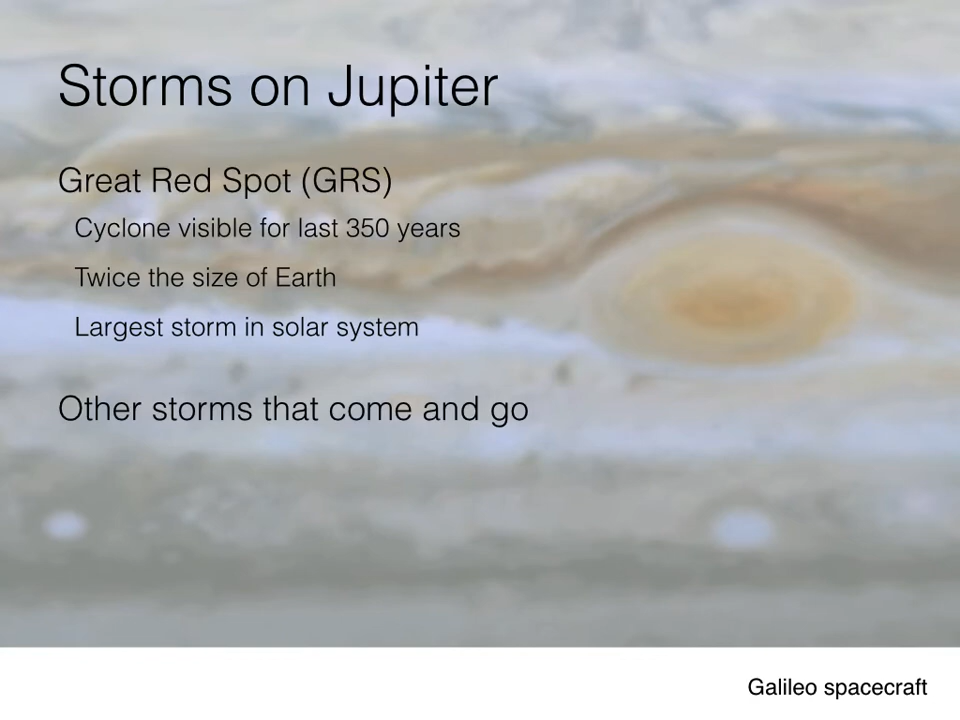 Storms on Jupiter
Great Red Spot (GRS)
Cyclone visible for last 350 years
Twice the size of Earth
Largest storm in solar system
Other storms that come and go
Galileo spacecraft